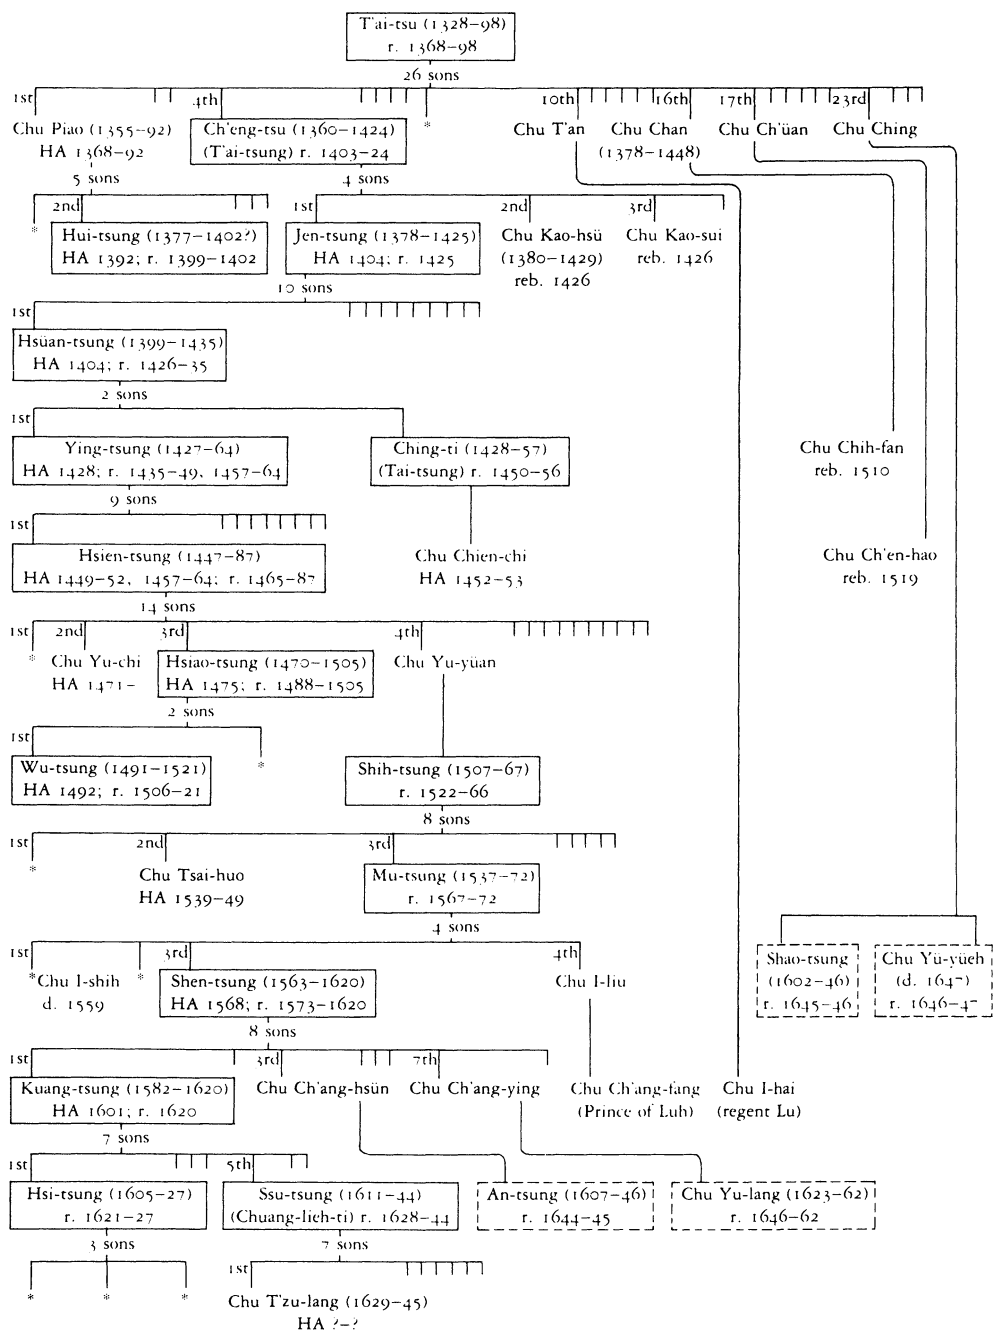 T'ai-tsu (1328–98)
r. 1368–98
26 sons
1st
4th
10th
16th
17th
23rd
Chu Piao (1355–92)
HA 1368–92
Ch'eng-tsu (1360–1424)
(T'ai-tsung) r. 1403–24
*
Chu T'an
Chu Chan
(1378–1448)
Chu Ch'üan
Chu Ching
5 sons
4 sons
*
2nd
1st
2nd
3rd
Hui-tsung (1377–1402?)
HA 1392; r. 1399–1402
Jen-tsung (1378–1425)
HA 1404; r. 1425
Chu Kao-hsü
(1380–1429)
reb. 1426
Chu Kao-sui
reb. 1426
10 sons
1st
Hsüan-tsung (1399–1435)
HA 1404; r. 1426–35
2 sons
1st
Ying-tsung (1427–64)
HA 1428; r. 1435–49, 1457–64
Ching-ti (1428–57)
(Tai-tsung) r. 1450–56
Chu Chih-fan
reb. 1510
9 sons
1st
Hsien-tsung (1447–87)
HA 1449–52, 1457–64; r. 1465–87
Chu Chien-chi
HA 1452–53
Chu Ch'en-hao
reb. 1519
14 sons
1st
2nd
3rd
4th
*
Chu Yu-chi
HA 1471–
Hsiao-tsung (1470–1505)
HA 1475; r. 1488–1505
Chu Yu-yüan
2 sons
1st
*
Wu-tsung (1491–1521)
HA 1492; r. 1506–21
Shih-tsung (1507–67)
r. 1522–66
8 sons
1st
2nd
3rd
*
Chu Tsai-huo
HA 1539–49
Mu-tsung (1537–72)
r. 1567–72
4 sons
1st
3rd
4th
*Chu I-shih
d. 1559
*
Shen-tsung (1563–1620)
HA 1568; r. 1573–1620
Chu I-liu
Shao-tsung
(1602–46)
r. 1645–46
Chu Yü-yüeh
(d. 1647)
r. 1646–47
8 sons
1st
3rd
7th
Kuang-tsung (1582–1620)
HA 1601; r. 1620
Chu Ch'ang-hsün
Chu Ch'ang-ying
Chu Ch'ang-fang
(Prince of Luh)
Chu I-hai
(regent Lu)
7 sons
1st
5th
Hsi-tsung (1605–27)
r. 1621–27
Ssu-tsung (1611–44)
(Chuang-lieh-ti) r. 1628–44
An-tsung (1607–46)
r. 1644–45
Chu Yu-lang (1623–62)
r. 1646–62
3 sons
7 sons
*
*
*
1st
Chu T'zu-lang (1629–45)
HA ?–?